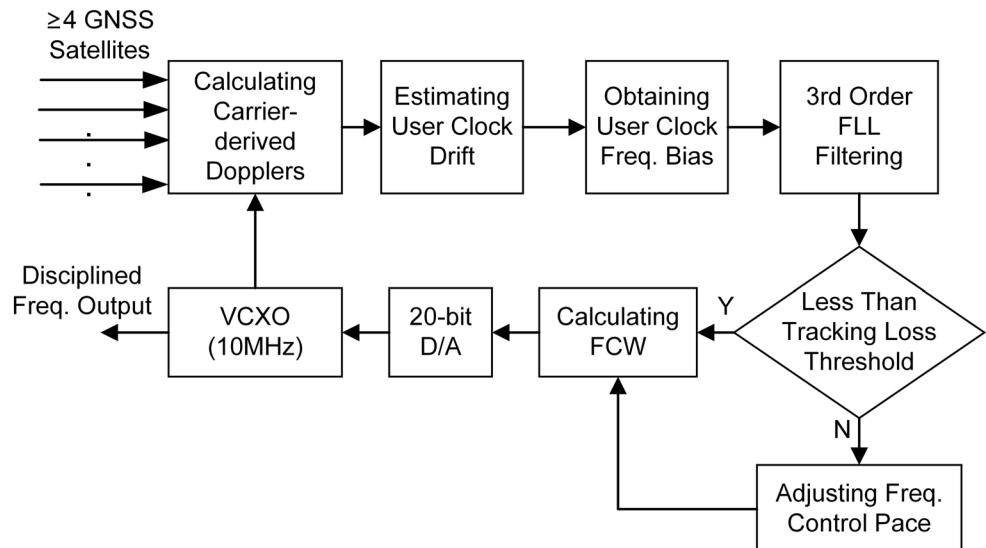 ≥4 GNSS
Satellites
Calculating
Carrier-
derived
Dopplers
Estimating
User Clock
Drift
Obtaining
User Clock
Freq. Bias
3rd Order
FLL
Filtering
Less Than
Tracking Loss
Threshold
Y
N
Adjusting Freq.
Control Pace
Calculating
FCW
20-bit
D/A
VCXO
(10MHz)
Disciplined
Freq. Output